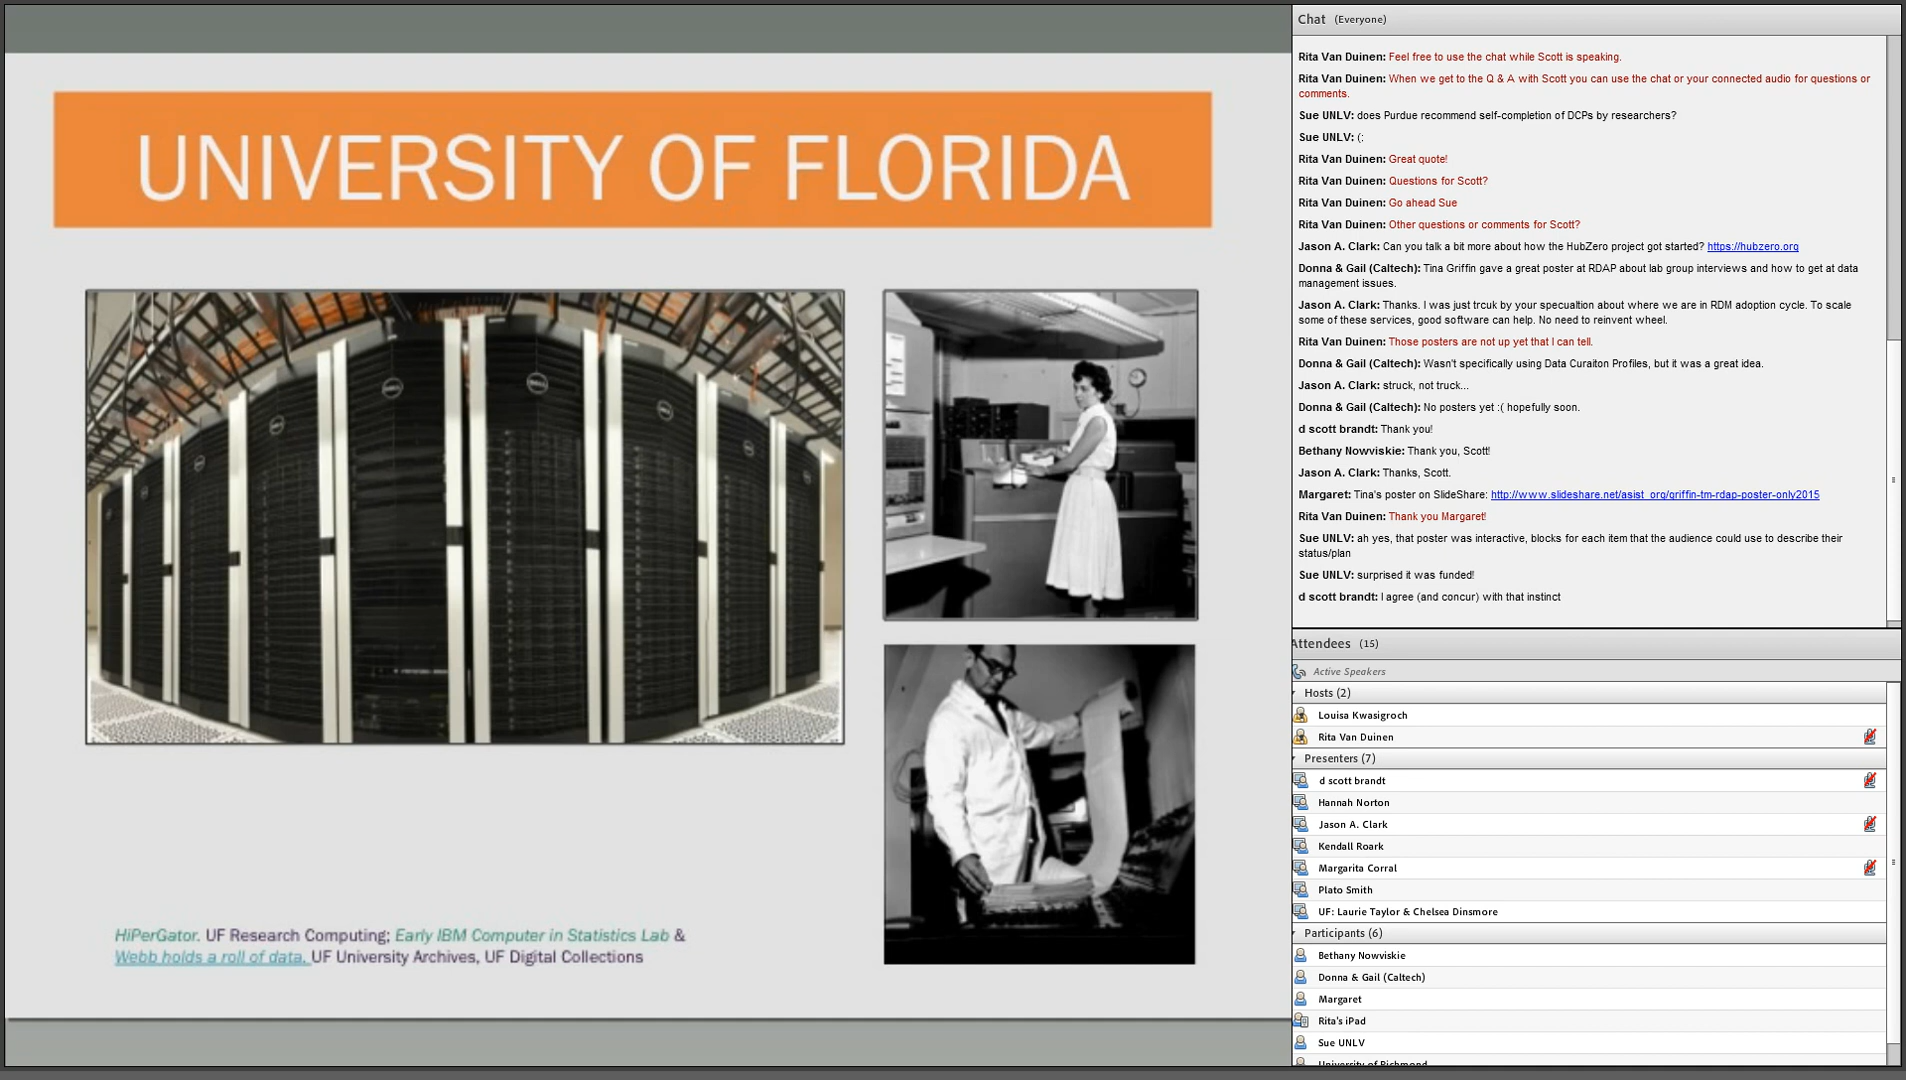 UNIVERSITY OF FLORIDA
HiPerGator. UF Research Computing; Early IBM Computer in Statistics Lab &
Webb holds a roll of data. UF University Archives, UF Digital Collections
Chat (Everyone)
Rita Van Duinen: Feel free to use the chat while Scott is speaking.
Rita Van Duinen: When we get to the Q & A with Scott you can use the chat or your connected audio for questions or
comments.
Sue UNLV: does Purdue recommend self-completion of DCPs by researchers?
Sue UNLV: (:
Rita Van Duinen: Great quote!
Rita Van Duinen: Questions for Scott?
Rita Van Duinen: Go ahead Sue
Rita Van Duinen: Other questions or comments for Scott?
Jason A. Clark: Can you talk a bit more about how the HubZero project got started? https://hubzero.org
Donna & Gail (Caltech): Tina Griffin gave a great poster at RDAP about lab group interviews and how to get at data
management issues.
Jason A. Clark: Thanks. I was just trcuk by your specualtion about where we are in RDM adoption cycle. To scale
some of these services, good software can help. No need to reinvent wheel.
Rita Van Duinen: Those posters are not up yet that I can tell.
Donna & Gail (Caltech): Wasn't specifically using Data Curaiton Profiles, but it was a great idea.
Jason A. Clark: struck, not truck...
Donna & Gail (Caltech): No posters yet :( hopefully soon.
d scott brandt: Thank you!
Bethany Nowviskie: Thank you, Scott!
Jason A. Clark: Thanks, Scott.
Margaret: Tina's poster on SlideShare: http://www.slideshare.net/asist_org/griffin-tm-rdap-poster-only2015
Rita Van Duinen: Thank you Margaret!
Sue UNLV: ah yes, that poster was interactive, blocks for each item that the audience could use to describe their
status/plan
Sue UNLV: surprised it was funded!
d scott brandt: I agree (and concur) with that instinct
Attendees (15)
Active Speakers
Hosts (2)
Louisa Kwasigroch
Rita Van Duinen
Presenters (7)
d scott brandt
Hannah Norton
Jason A. Clark
Kendall Roark
Margarita Corral
Plato Smith
UF: Laurie Taylor & Chelsea Dinsmore
Participants (6)
Bethany Nowviskie
Donna & Gail (Caltech)
Margaret
Rita's iPad
Sue UNLV
University of Richmond